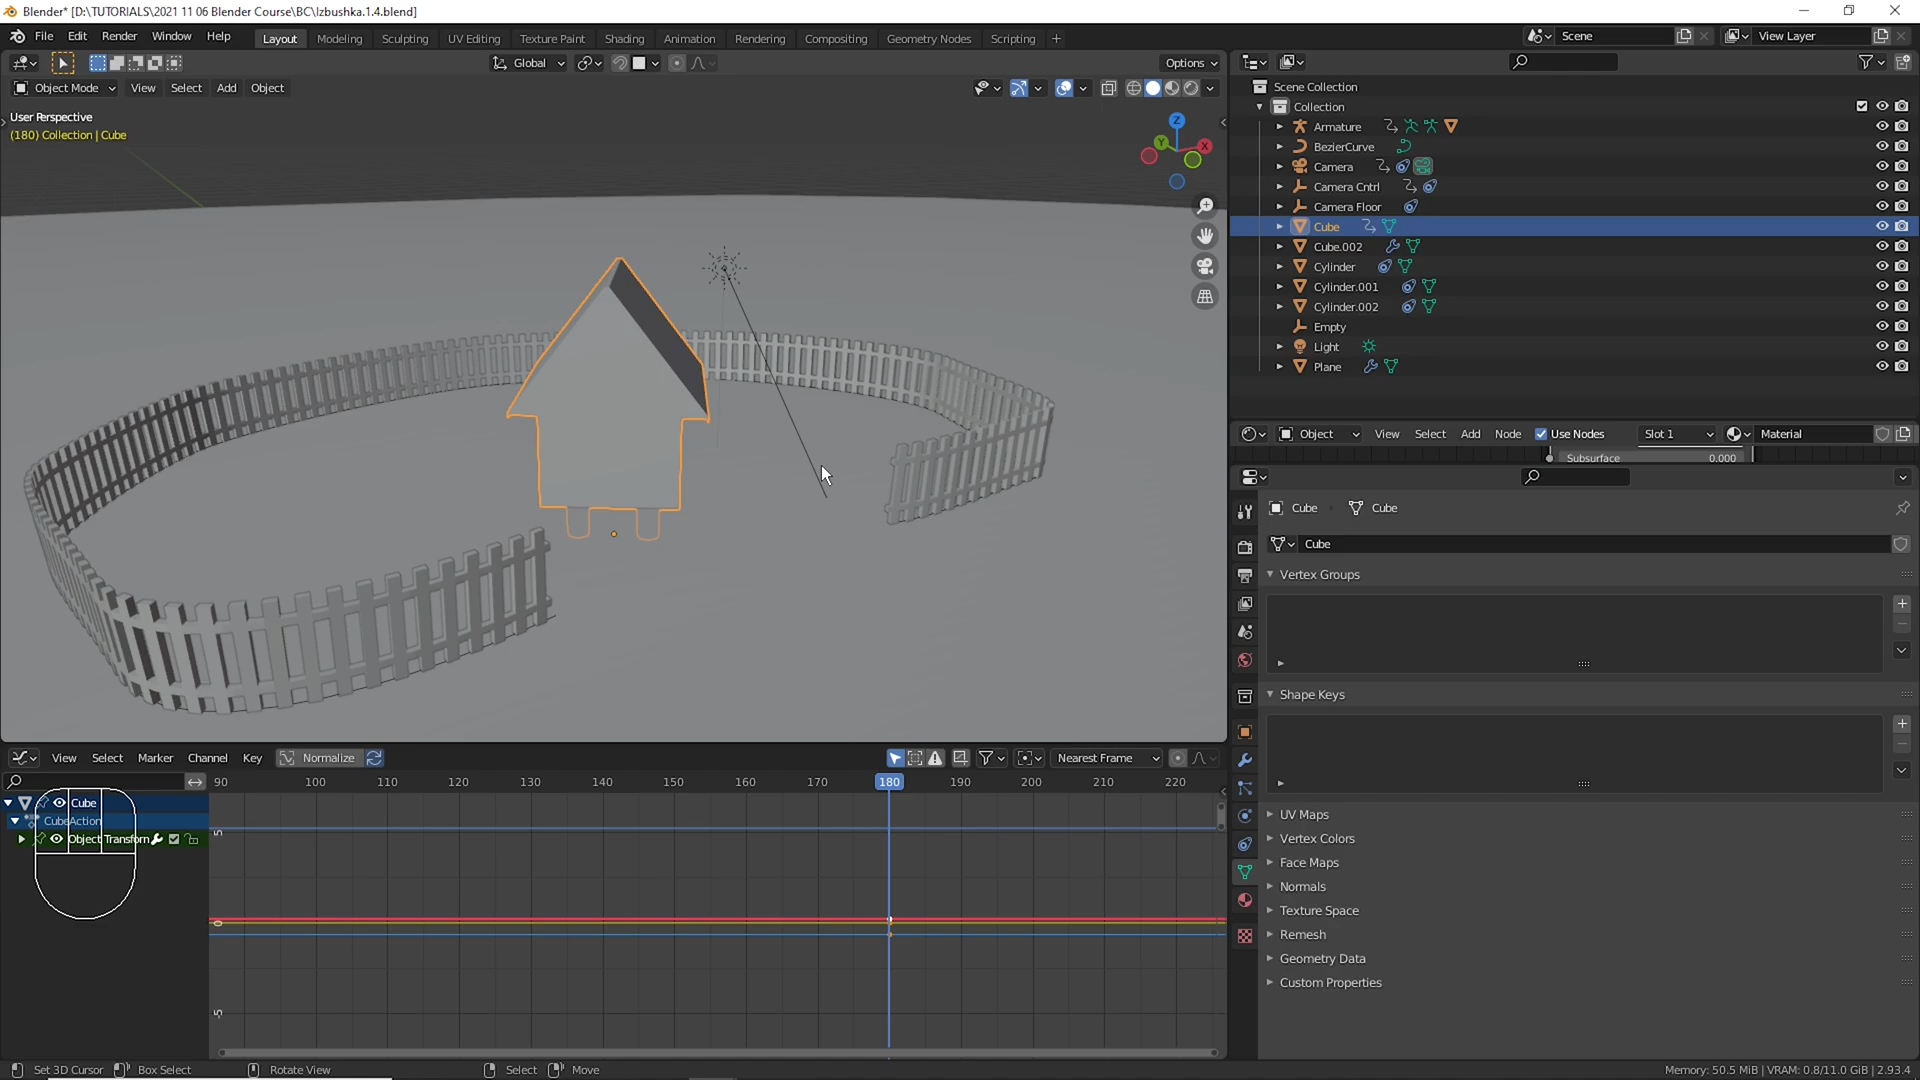 Blender* [D:\TUTORIALS\2021 11 06 Blender Course\BC\Izbushka.1.4.blend]
File Edit Render Window Help Layout Modeling Sculpting UV Editing Texture Paint Shading Animation Rendering Compositing Geometry Nodes Scripting +
Scene View Layer
Global Options
Object Mode View Select Add Object
User Perspective
(180) Collection | Cube
Z
Y
X
Scene Collection
Collection
Armature
BezierCurve
Camera
Camera Cntrl
Camera Floor
Cube
Cube.002
Cylinder
Cylinder.001
Cylinder.002
Empty
Light
Plane
Object View Select Add Node Use Nodes Slot 1 Material
Subsurface 0.000
Cube Cube
Cube
Vertex Groups
Shape Keys
UV Maps
Vertex Colors
Face Maps
Normals
Texture Space
Remesh
Geometry Data
Custom Properties
View Select Marker Channel Key Normalize Nearest Frame
90 100 110 120 130 140 150 160 170 180 190 200 210 220
Cube
CubeAction
Object Transform
5
0
-5
Set 3D Cursor Box Select Rotate View Select Move
Memory: 50.5 MiB | VRAM: 0.8/11.0 GiB | 2.93.4